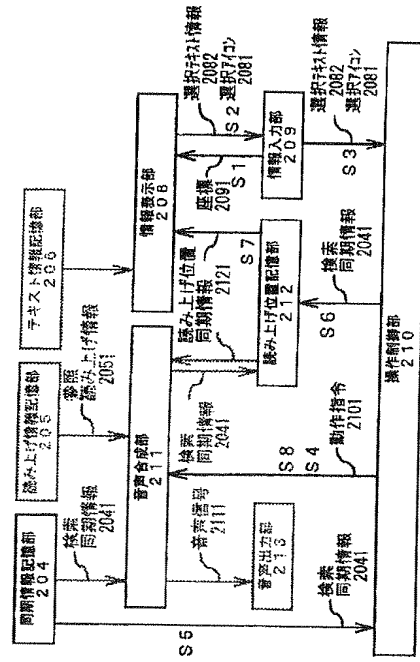 同期情報記憶部
204
読み上げ情報記憶部
205
テキスト情報記憶部
206
検索
同期情報
2041
参照
読み上げ情報
2051
音声合成部
211
情報表示部
208
選択テキスト情報
2082
選択アイコン
2081
S2
座標
2091
S1
情報入力部
209
選択テキスト情報
2082
選択アイコン
2081
S3
読み上げ位置
同期情報
2121
S7
検索
同期情報
2041
読み上げ位置記憶部
212
検索
同期情報
2041
S6
音声信号
2111
音声出力部
213
S8
S4
動作指令
2101
S5
検索
同期情報
2041
操作制御部
210